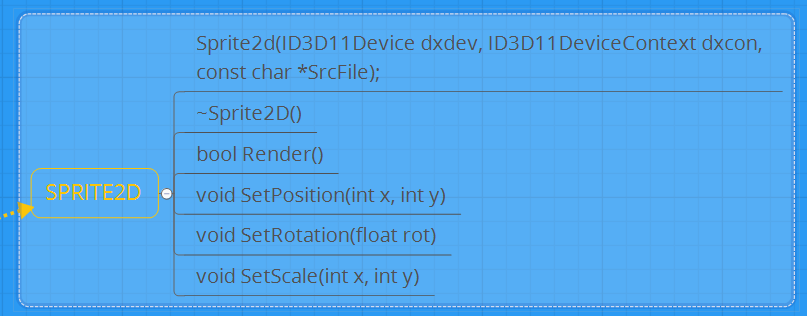 Sprite2d(ID3D11Device dxdev, ID3D11DeviceContext dxcon,
const char *SrcFile);
~Sprite2D()
bool Render()
SPRITE2D
void SetPosition(int x, int y)
void SetRotation(float rot)
void SetScale(int x, int y)